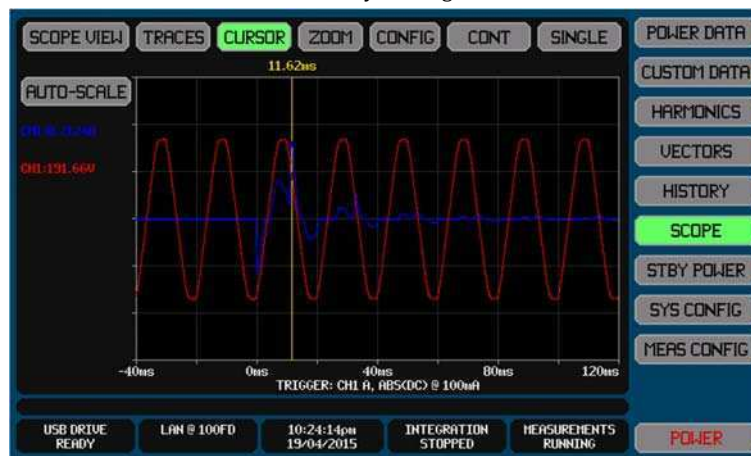 SCOPE VIEW TRACES CURSOR ZOOM CONFIG CONT SINGLE
POWER DATA
CUSTOM DATA
HARMONICS
VECTORS
HISTORY
SCOPE
STBY POWER
SYS CONFIG
MEAS CONFIG
POWER
11.62ms
AUTO-SCALE
CH1:191.66V
-40ms 0ms 40ms 80ms 120ms
TRIGGER: CH1 A, ABS(DC) @ 100mA
USB DRIVE
READY
LAN @ 100FD
10:24:14pm
19/04/2015
INTEGRATION
STOPPED
MEASUREMENTS
RUNNING